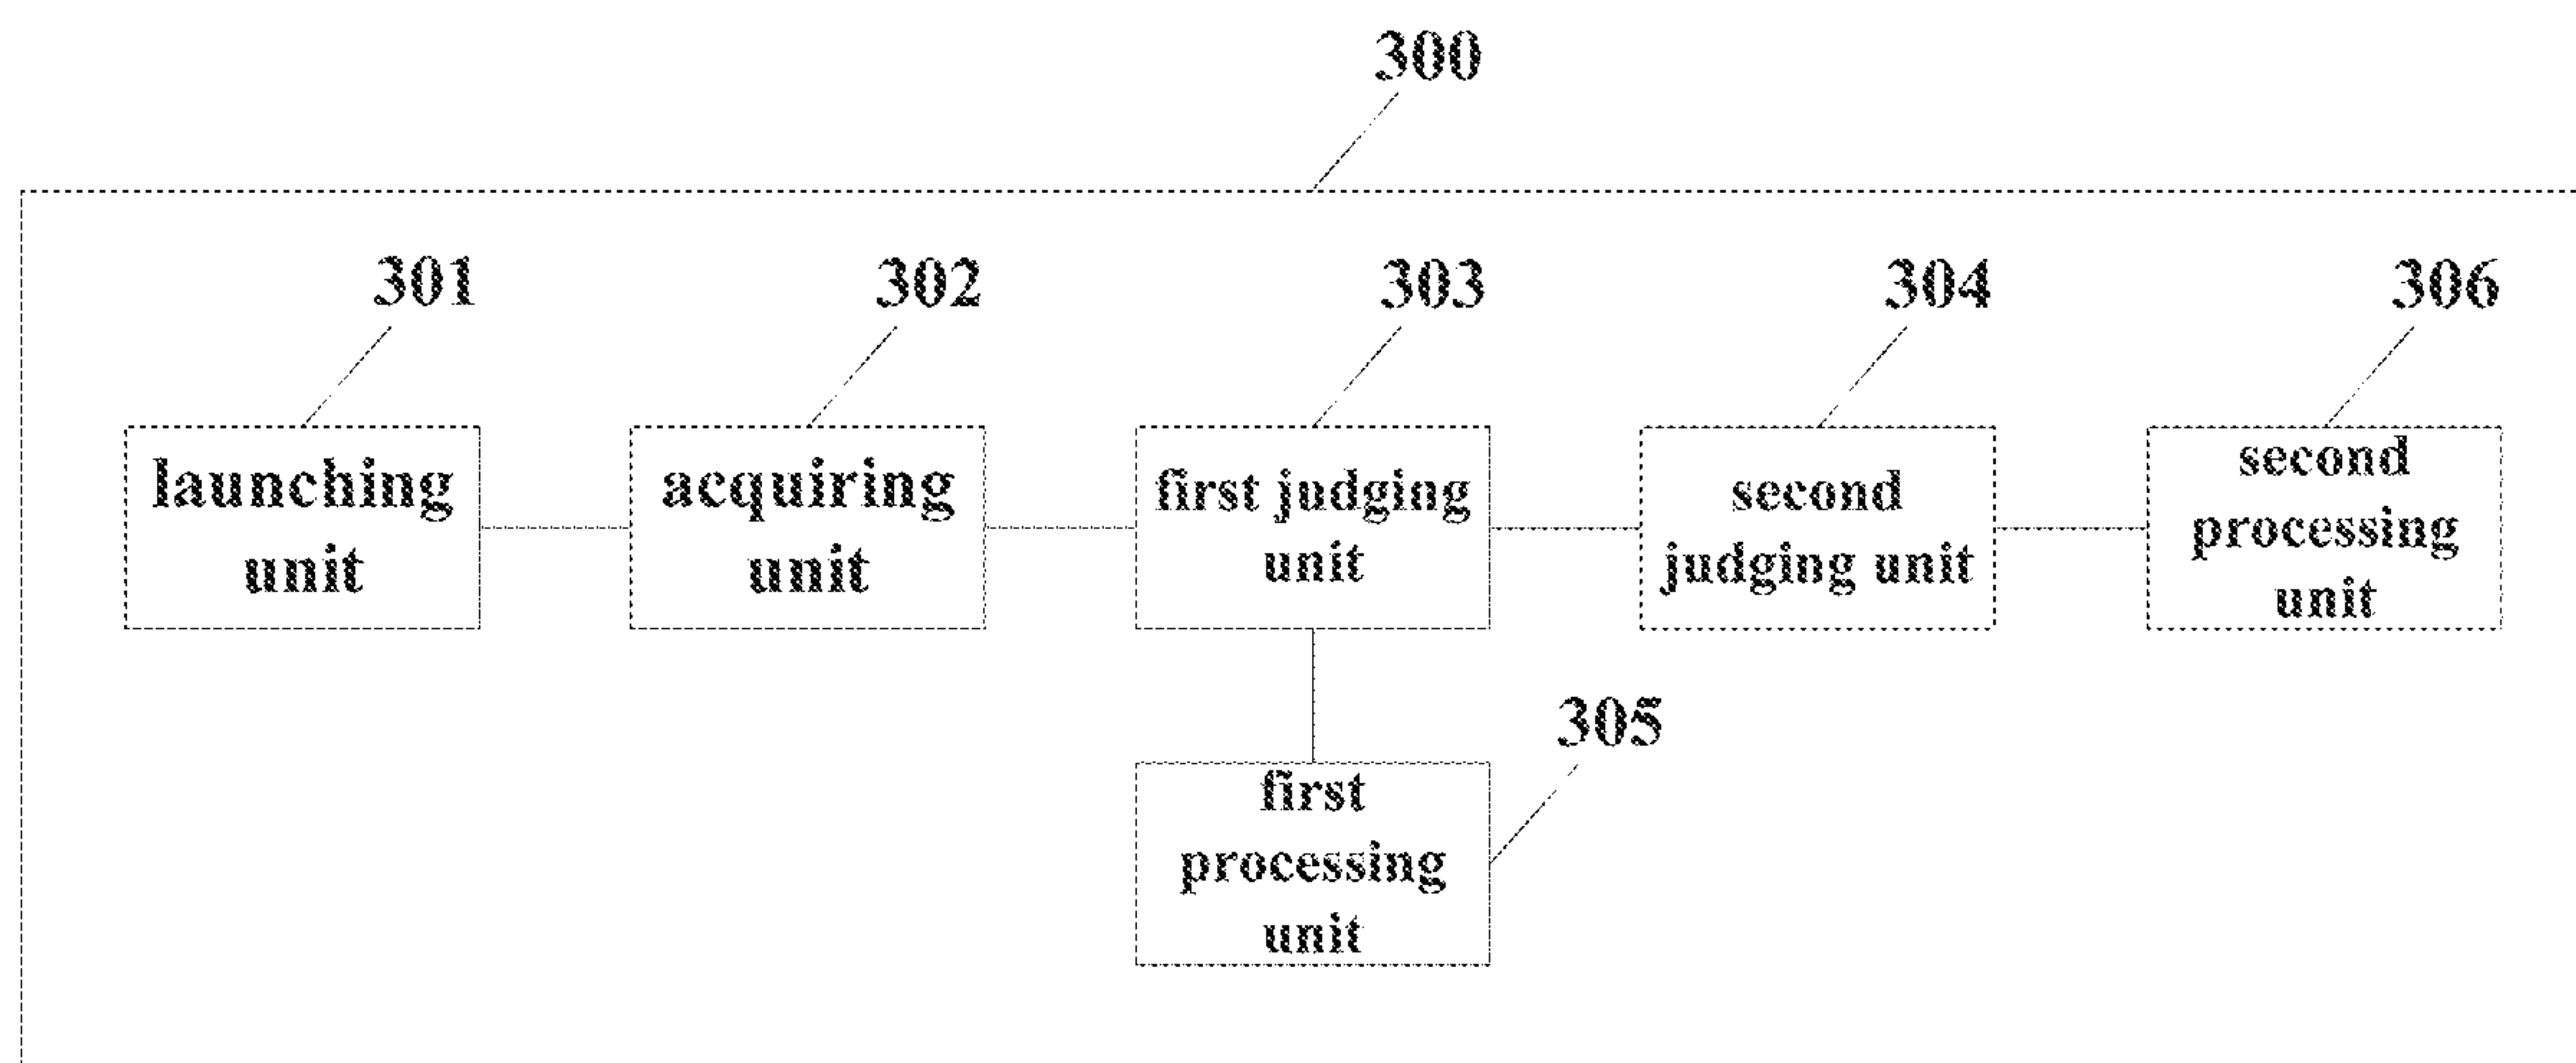 300
301
302
303
304
306
launching
unit
acquiring
unit
first judging
unit
second
judging unit
second
processing
unit
305
first
processing
unit